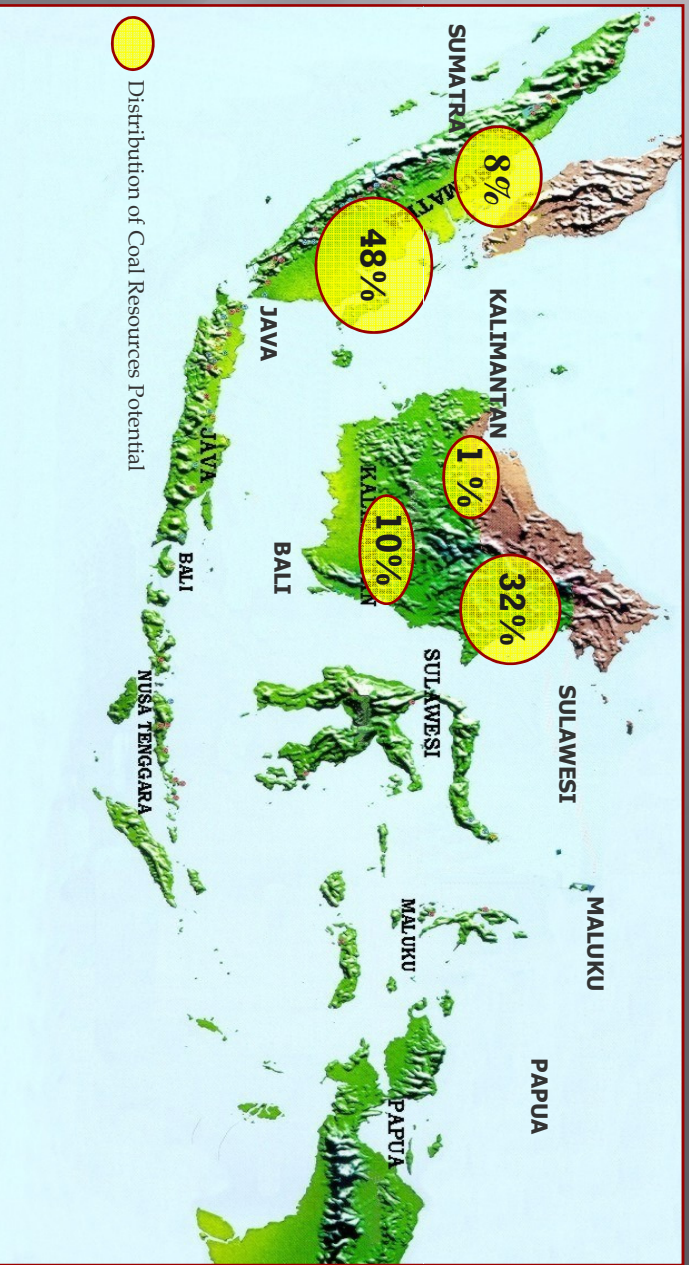 MALUKU
SULAWESI
PAPUA
32%
KALIMANTAN
8%
1 %
SUMATRA
SULAWESI
MALUKU
PAPUA
10%
48%
BALI
JAVA
JAVA
BALI
NUSA TENGGARA
Distribution of Coal Resources Potential